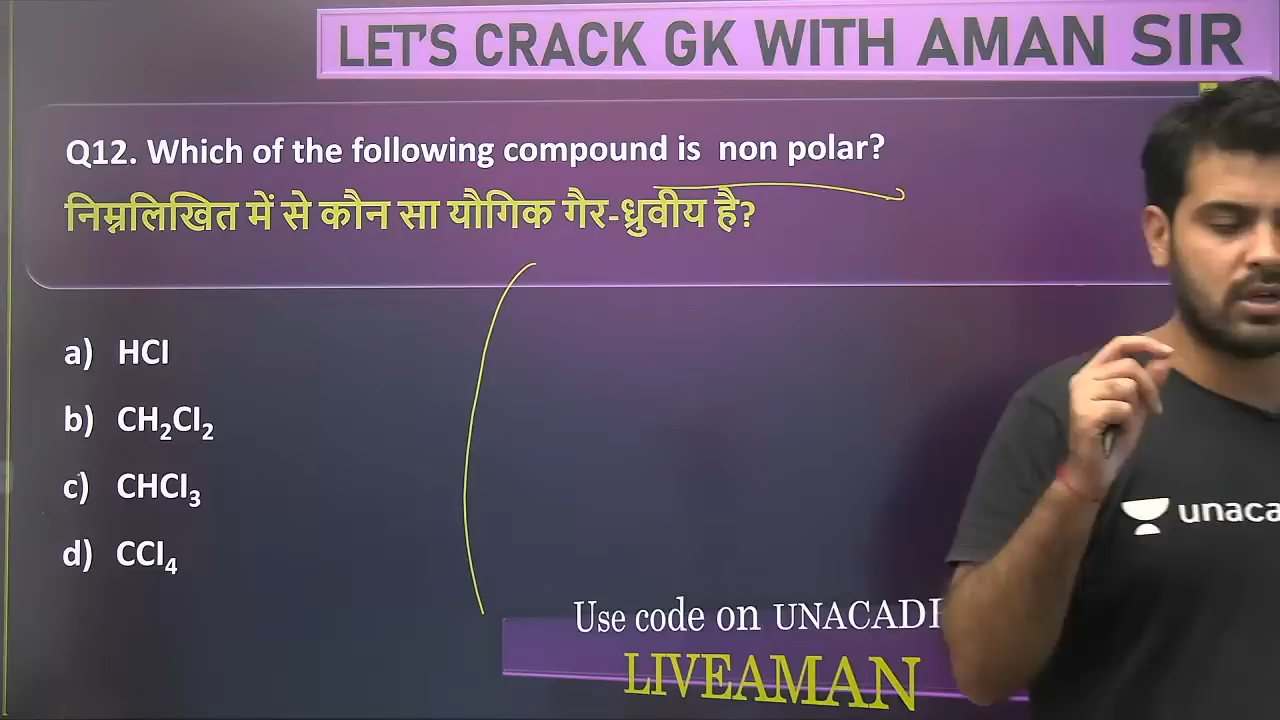 LET'S CRACK GK WITH AMAN SIR
Q12. Which of the following compound is non polar?
निम्नलिखित में से कौन सा यौगिक गैर-ध्रुवीय है?
a) HCl
b) CH₂Cl₂
c) CHCl₃
d) CCl₄
unaca
Use code on UNACADE
LIVEAMAN